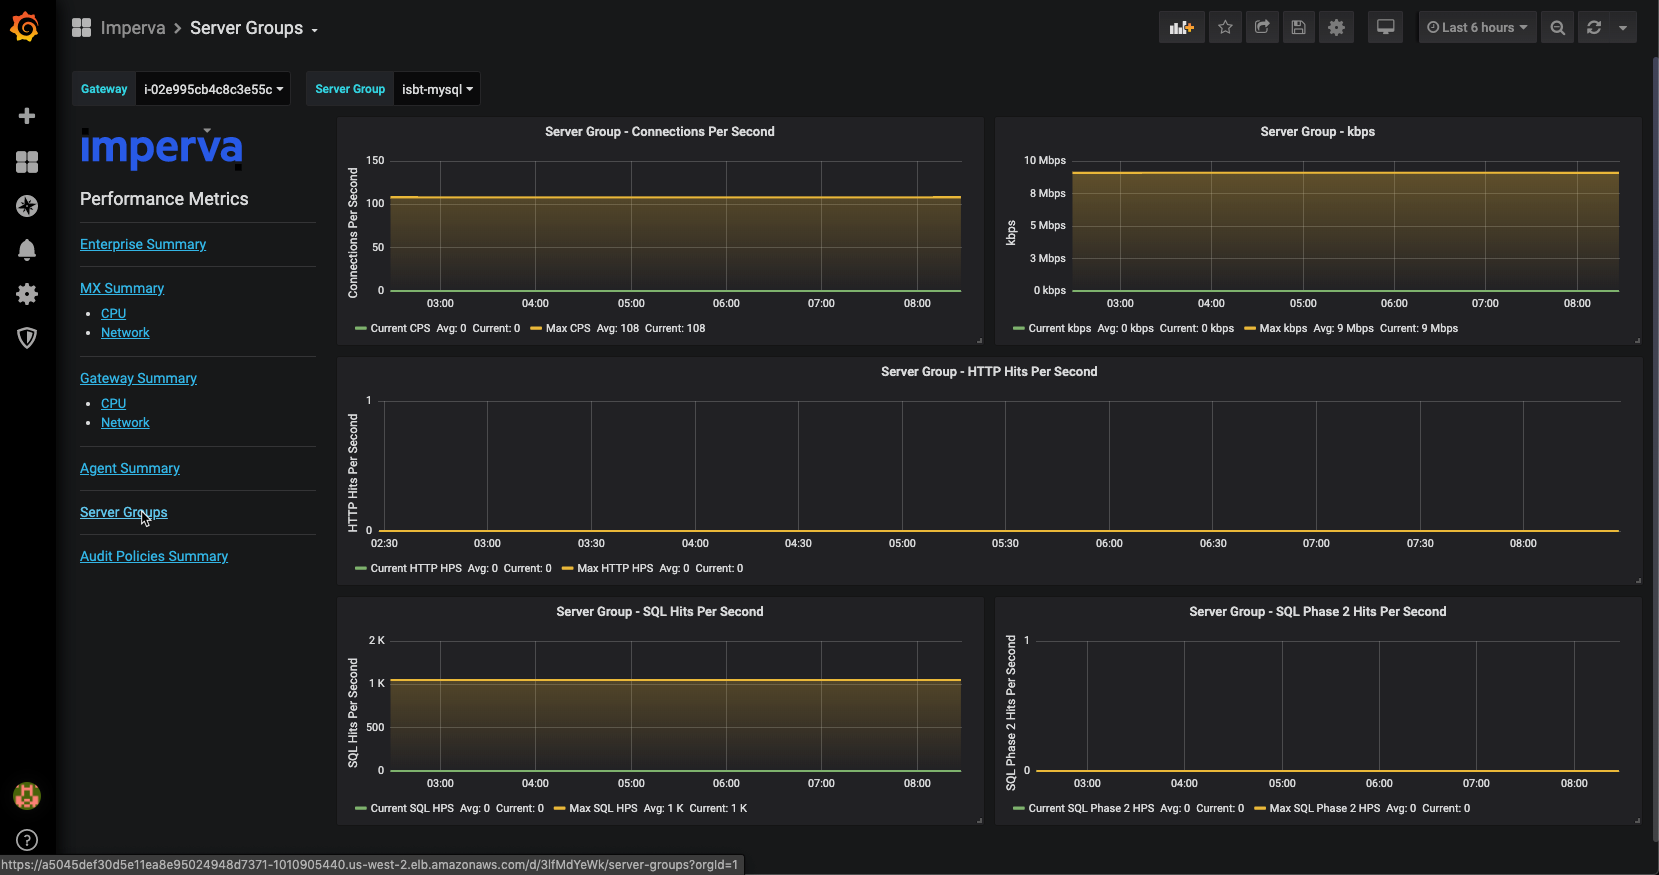 Imperva > Server Groups
Last 6 hours
Gateway i-02e995cb4c8c3e55c Server Group isbt-mysql
imperva
Performance Metrics
Enterprise Summary
MX Summary
• CPU
• Network
Gateway Summary
• CPU
• Network
Agent Summary
Server Groups
Audit Policies Summary
Server Group - Connections Per Second
Connections Per Second
150
100
50
0
03:00 04:00 05:00 06:00 07:00 08:00
Current CPS Avg: 0 Current: 0 Max CPS Avg: 108 Current: 108
Server Group - kbps
kbps
10 Mbps
8 Mbps
5 Mbps
3 Mbps
0 kbps
03:00 04:00 05:00 06:00 07:00 08:00
Current kbps Avg: 0 kbps Current: 0 kbps Max kbps Avg: 9 Mbps Current: 9 Mbps
Server Group - HTTP Hits Per Second
HTTP Hits Per Second
1
0
02:30 03:00 03:30 04:00 04:30 05:00 05:30 06:00 06:30 07:00 07:30 08:00
Current HTTP HPS Avg: 0 Current: 0 Max HTTP HPS Avg: 0 Current: 0
Server Group - SQL Hits Per Second
SQL Hits Per Second
2 K
1 K
500
0
03:00 04:00 05:00 06:00 07:00 08:00
Current SQL HPS Avg: 0 Current: 0 Max SQL HPS Avg: 1 K Current: 1 K
Server Group - SQL Phase 2 Hits Per Second
SQL Phase 2 Hits Per Second
1
0
03:00 04:00 05:00 06:00 07:00 08:00
Current SQL Phase 2 HPS Avg: 0 Current: 0 Max SQL Phase 2 HPS Avg: 0 Current: 0
https://a5045def30d5e11ea8e95024948d7371-1010905440.us-west-2.elb.amazonaws.com/d/3IfMdYeWk/server-groups?orgId=1